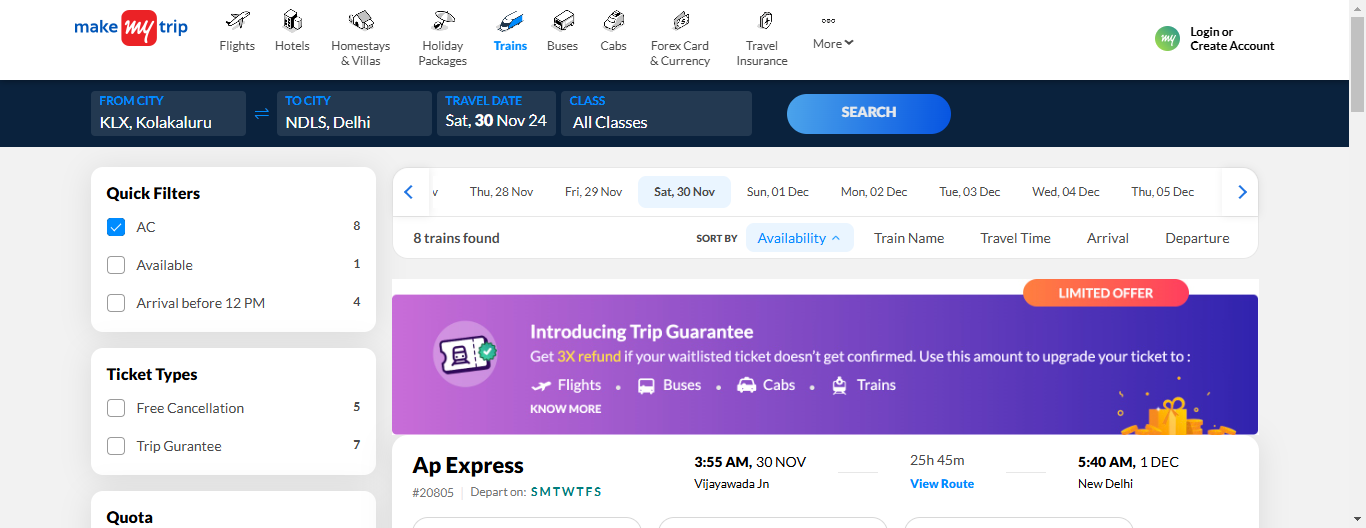 make my trip
Flights
Hotels
Homestays
& Villas
Holiday
Packages
Trains
Buses
Cabs
Forex Card
& Currency
Travel
Insurance
More
my
Login or
Create Account
FROM CITY
KLX, Kolakaluru
TO CITY
NDLS, Delhi
TRAVEL DATE
Sat, 30 Nov 24
CLASS
All Classes
SEARCH
Quick Filters
AC 8
Available 1
Arrival before 12 PM 4
Ticket Types
Free Cancellation 5
Trip Gurantee 7
Quota
v
Thu, 28 Nov
Fri, 29 Nov
Sat, 30 Nov
Sun, 01 Dec
Mon, 02 Dec
Tue, 03 Dec
Wed, 04 Dec
Thu, 05 Dec
8 trains found
SORT BY
Availability
Train Name
Travel Time
Arrival
Departure
LIMITED OFFER
Introducing Trip Guarantee
Get 3X refund if your waitlisted ticket doesn't get confirmed. Use this amount to upgrade your ticket to :
Flights • Buses • Cabs • Trains
KNOW MORE
Ap Express
#20805 | Depart on: S M T W T F S
3:55 AM, 30 NOV
Vijayawada Jn
25h 45m
View Route
5:40 AM, 1 DEC
New Delhi